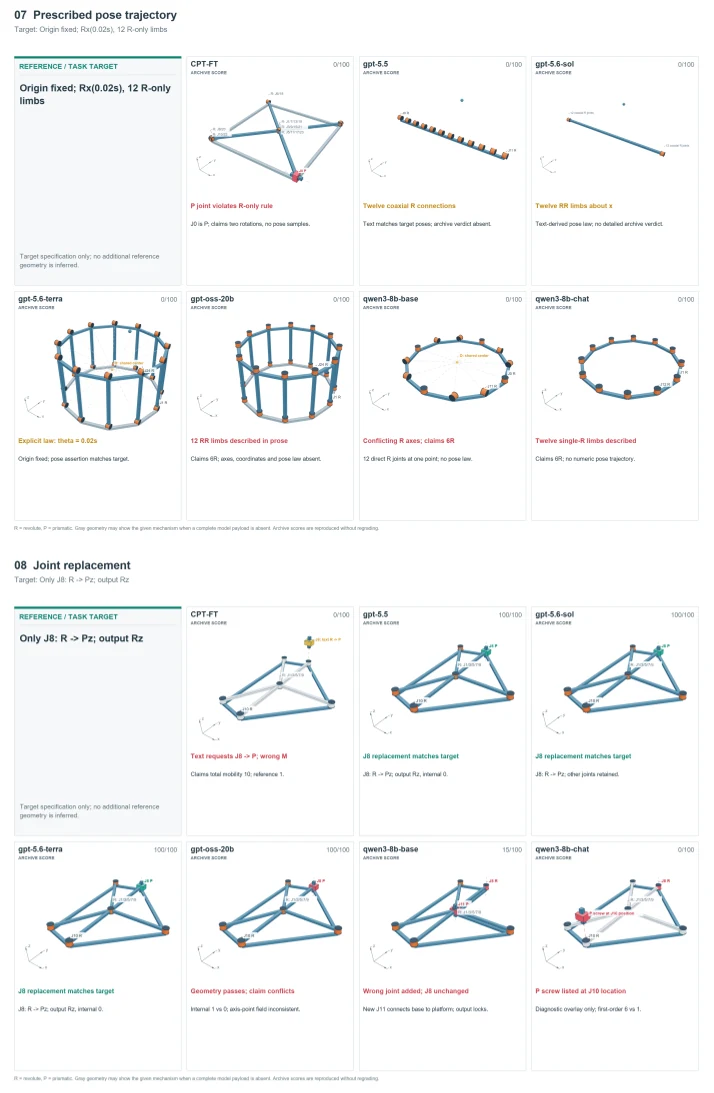 07 Prescribed pose trajectory
Target: Origin fixed; Rx(0.02s), 12 R-only limbs
REFERENCE / TASK TARGET
Origin fixed; Rx(0.02s), 12 R-only
limbs
Target specification only; no additional reference
geometry is inferred.
CPT-FT 0/100
ARCHIVE SCORE
P joint violates R-only rule
J0 is P; claims two rotations, no pose samples.
gpt-5.5 0/100
ARCHIVE SCORE
Twelve coaxial R connections
Text matches target poses; archive verdict absent.
gpt-5.6-sol 0/100
ARCHIVE SCORE
Twelve RR limbs about x
Text-derived pose law; no detailed archive verdict.
gpt-5.6-terra 0/100
ARCHIVE SCORE
Explicit law: theta = 0.02s
Origin fixed; pose assertion matches target.
gpt-oss-20b 0/100
ARCHIVE SCORE
12 RR limbs described in prose
Claims 6R; axes, coordinates and pose law absent.
qwen3-8b-base 0/100
ARCHIVE SCORE
Conflicting R axes; claims 6R
12 direct R joints at one point; no pose law.
qwen3-8b-chat 0/100
ARCHIVE SCORE
Twelve single-R limbs described
Claims 6R; no numeric pose trajectory.
R = revolute, P = prismatic. Grey geometry may show the given mechanism when a complete model payload is absent. Archive scores are reproduced without regrading.
08 Joint replacement
Target: Only J8: R -> Pz; output Rz
REFERENCE / TASK TARGET
Only J8: R -> Pz; output Rz
Target specification only; no additional reference
geometry is inferred.
CPT-FT 0/100
ARCHIVE SCORE
Text requests J8 -> P; wrong M
Claims total mobility 10; reference 1.
gpt-5.5 100/100
ARCHIVE SCORE
J8 P
J8 replacement matches target
J8: R -> Pz; output Rz, internal 0.
gpt-5.6-sol 100/100
ARCHIVE SCORE
J8 P
J8 replacement matches target
J8: R -> Pz; other joints retained.
gpt-5.6-terra 100/100
ARCHIVE SCORE
J8 P
J8 replacement matches target
J8: R -> Pz; output Rz, internal 0.
gpt-oss-20b 100/100
ARCHIVE SCORE
J8 P
Geometry passes; claim conflicts
Internal 1 vs 0; axis-point field inconsistent.
qwen3-8b-base 15/100
ARCHIVE SCORE
J8 R
J11 P
Wrong joint added; J8 unchanged
New J11 connects base to platform; output locks.
qwen3-8b-chat 0/100
ARCHIVE SCORE
J8 R
P screw at J10 position
P screw listed at J10 location
Diagnostic overlay only; first-order 6 vs 1.
R = revolute, P = prismatic. Grey geometry may show the given mechanism when a complete model payload is absent. Archive scores are reproduced without regrading.